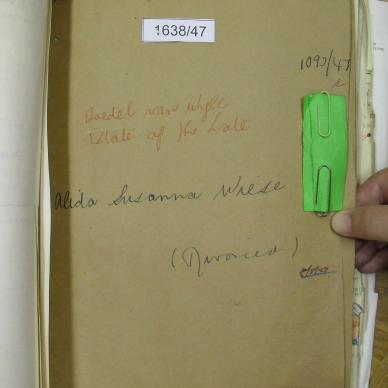 1638/47
1093/47
Boedel van wyle
Estate of the Late
Alida Susanna Wiese
(Divorced)